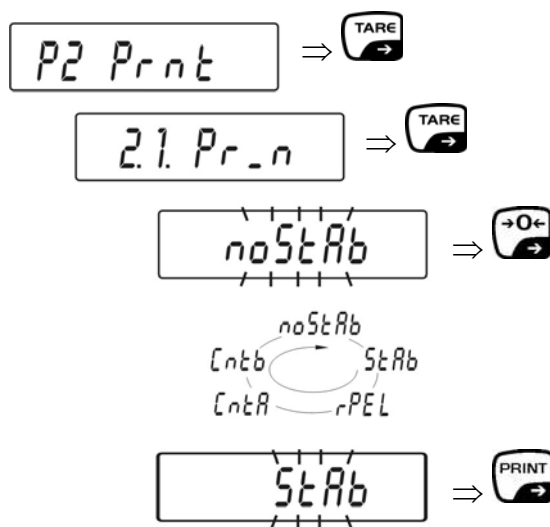 P2 Prnt ⇒ TARE
2.1. Pr_n ⇒ TARE
noStAb ⇒ →0←
noStAb
Cntb StAb
CntA rPEL
StAb ⇒ PRINT